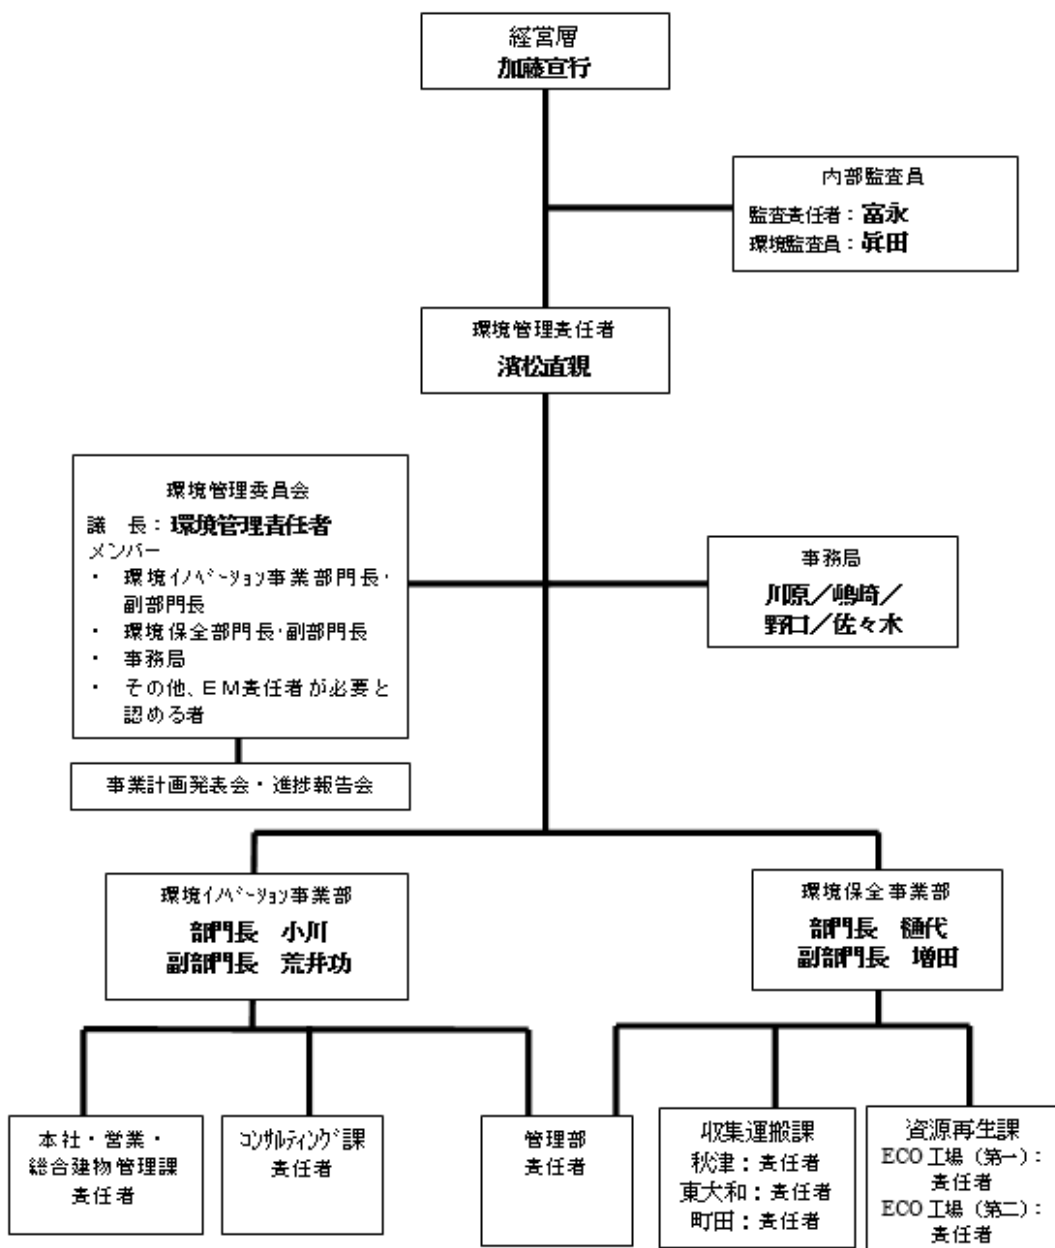 経営層
加藤宣行
内部監査員
監査責任者：富永
環境監査員：眞田
環境管理責任者
濱松直親
環境管理委員会
議　長：環境管理責任者
メンバー
・　環境ｲﾉﾍﾞｰｼｮﾝ事業部門長・
副部門長
・　環境保全部門長・副部門長
・　事務局
・　その他、ＥＭ責任者が必要と
認める者
事務局
川原／嶋崎／
野口／佐々木
事業計画発表会・進捗報告会
環境ｲﾉﾍﾞｰｼｮﾝ事業部
部門長　小川
副部門長　荒井功
環境保全事業部
部門長　樋代
副部門長　増田
本社・営業・
総合建物管理課
責任者
ｺﾝｻﾙﾃｨﾝｸﾞ課
責任者
管理部
責任者
収集運搬課
秋津：責任者
東大和：責任者
町田：責任者
資源再生課
ECO 工場（第一）：
責任者
ECO 工場（第二）：
責任者